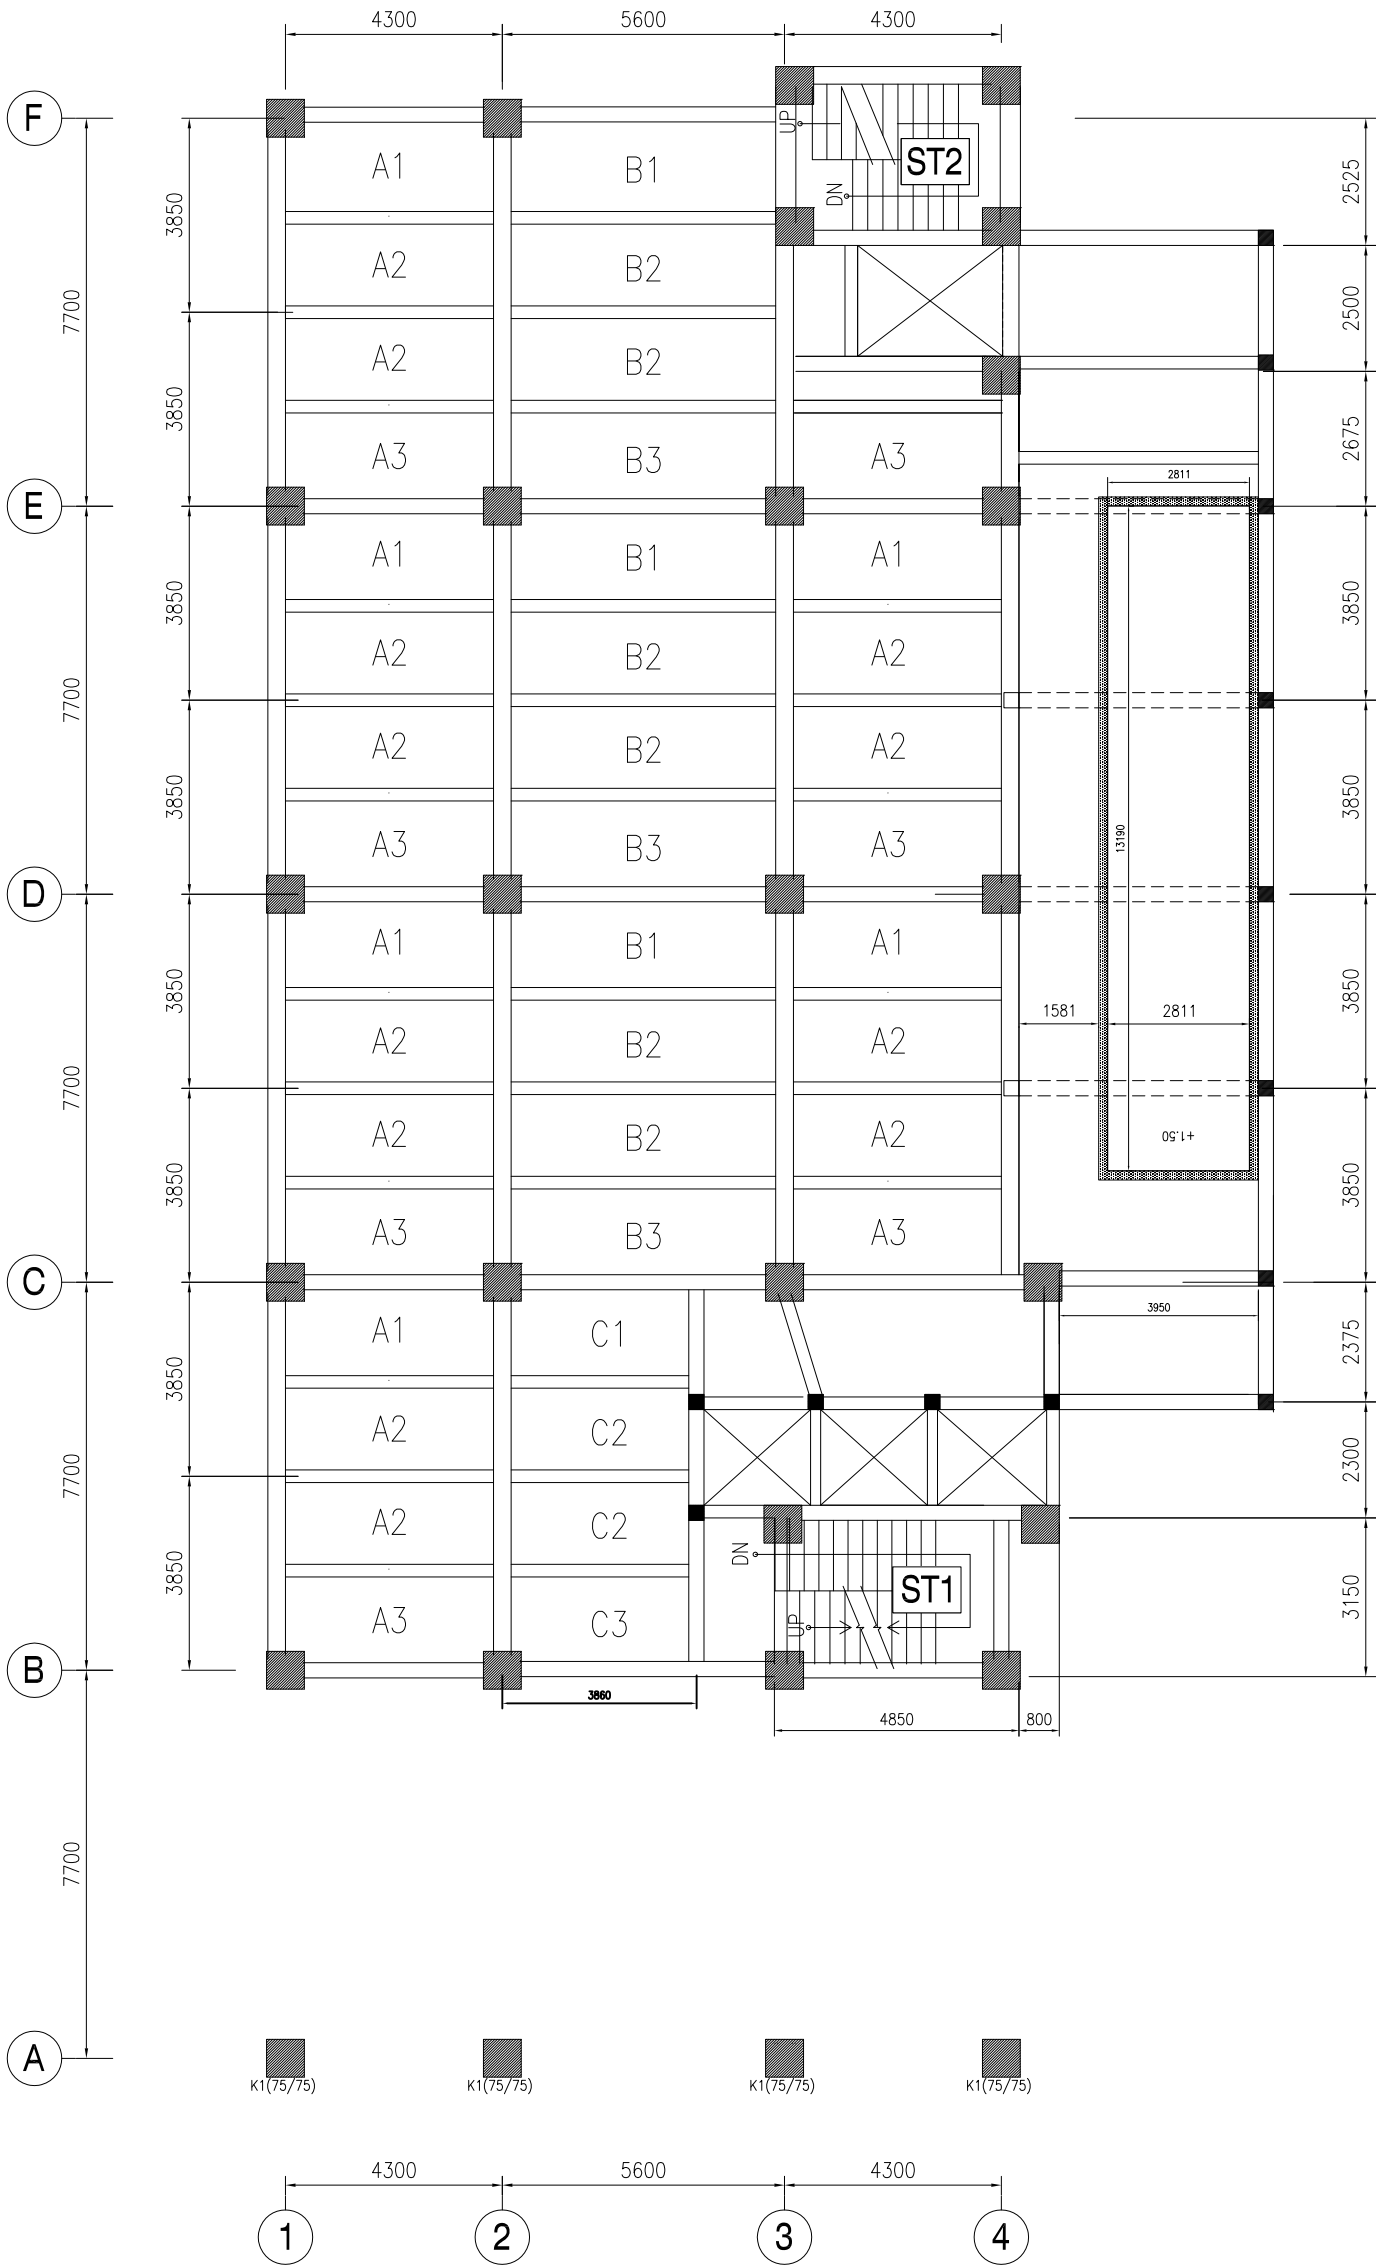 4300 5600 4300
F
UP
ST2
DN
A1 B1
3850
2525
A2 B2
7700
2500
A2 B2
3850
2675
A3 B3 A3
2811
E
A1 B1 A1
3850 3850
A2 B2 A2
7700
A2 B2 A2
3850 3850
13190
A3 B3 A3
D
A1 B1 A1
3850 3850
1581 2811
A2 B2 A2
7700
A2 B2 A2
+1.50
3850 3850
A3 B3 A3
C
3950
A1 C1
3850 2375
A2 C2
7700
2300
A2 C2
DN
3850
ST1
3150
A3 C3
UP
B
3860
4850 800
7700
A
K1(75/75) K1(75/75) K1(75/75) K1(75/75)
4300 5600 4300
1 2 3 4